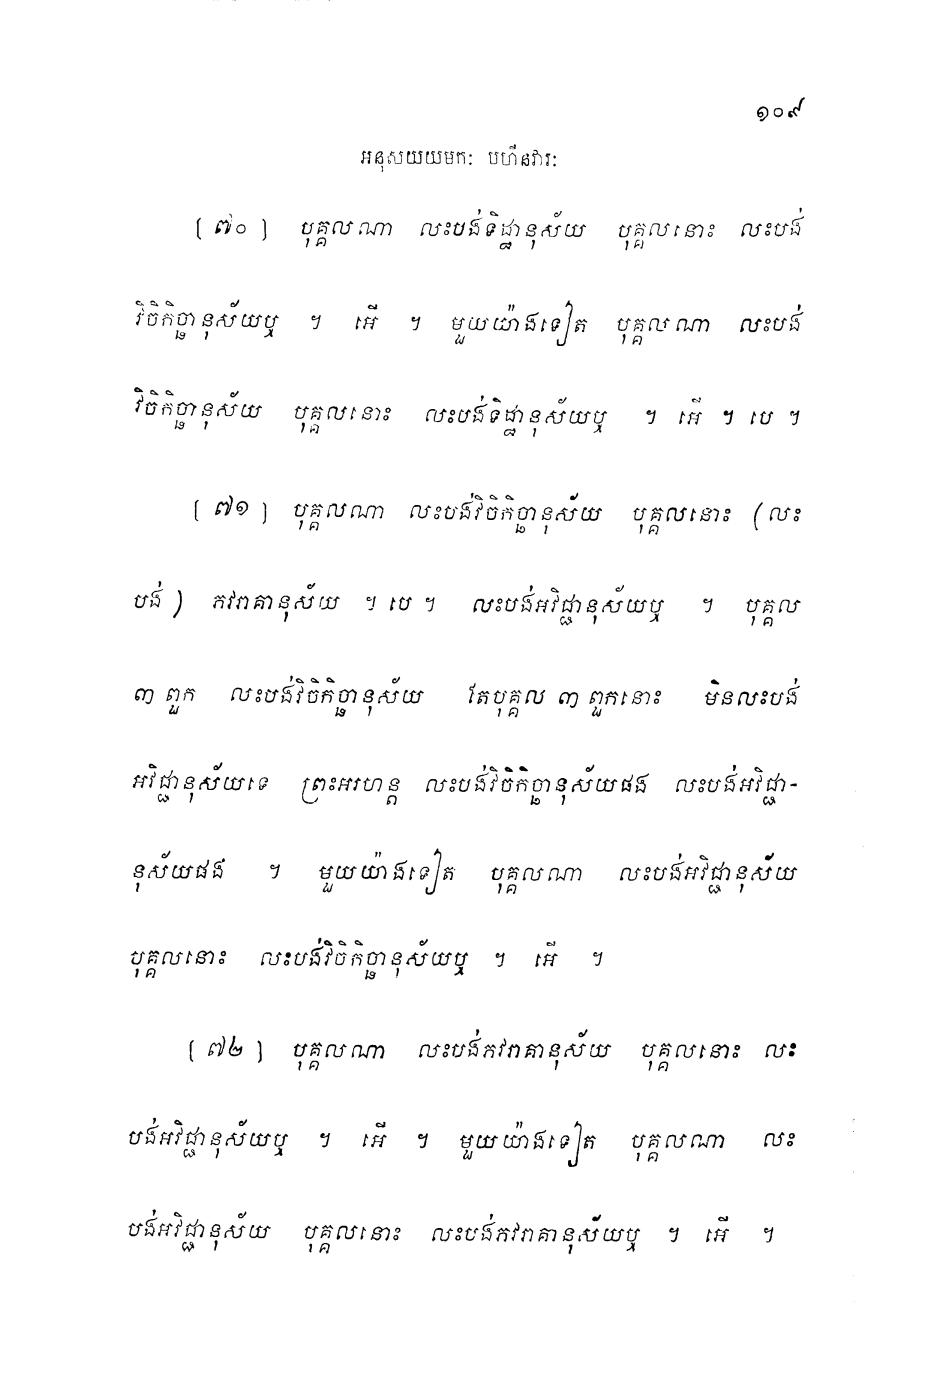 ១០៩
អនុសយយមកៈ បហីនវារៈ
(៧០) បុគ្គលណា លះបង់ទិដ្ឋានុស័យ បុគ្គលនោះ លះបង់
វិចិកិច្ឆានុស័យឬ ។ អើ ។ មួយយ៉ាងទៀត បុគ្គលណា លះបង់
វិចិកិច្ឆានុស័យ បុគ្គលនោះ លះបង់ទិដ្ឋានុស័យឬ ។ អើ ។ បេ ។
(៧១) បុគ្គលណា លះបង់វិចិកិច្ឆានុស័យ បុគ្គលនោះ (លះ
បង់) ភវរាគានុស័យ ។ បេ ។ លះបង់អវិជ្ជានុស័យឬ ។ បុគ្គល
៣ ពួក លះបង់វិចិកិច្ឆានុស័យ តែបុគ្គល ៣ ពួកនោះ មិនលះបង់
អវិជ្ជានុស័យទេ ព្រះអរហន្ត លះបង់វិចិកិច្ឆានុស័យផង លះបង់អវិជ្ជា-
នុស័យផង ។ មួយយ៉ាងទៀត បុគ្គលណា លះបង់អវិជ្ជានុស័យ
បុគ្គលនោះ លះបង់វិចិកិច្ឆានុស័យឬ ។ អើ ។
(៧២) បុគ្គលណា លះបង់ភវរាគានុស័យ បុគ្គលនោះ លះ
បង់អវិជ្ជានុស័យឬ ។ អើ ។ មួយយ៉ាងទៀត បុគ្គលណា លះ
បង់អវិជ្ជានុស័យ បុគ្គលនោះ លះបង់ភវរាគានុស័យឬ ។ អើ ។